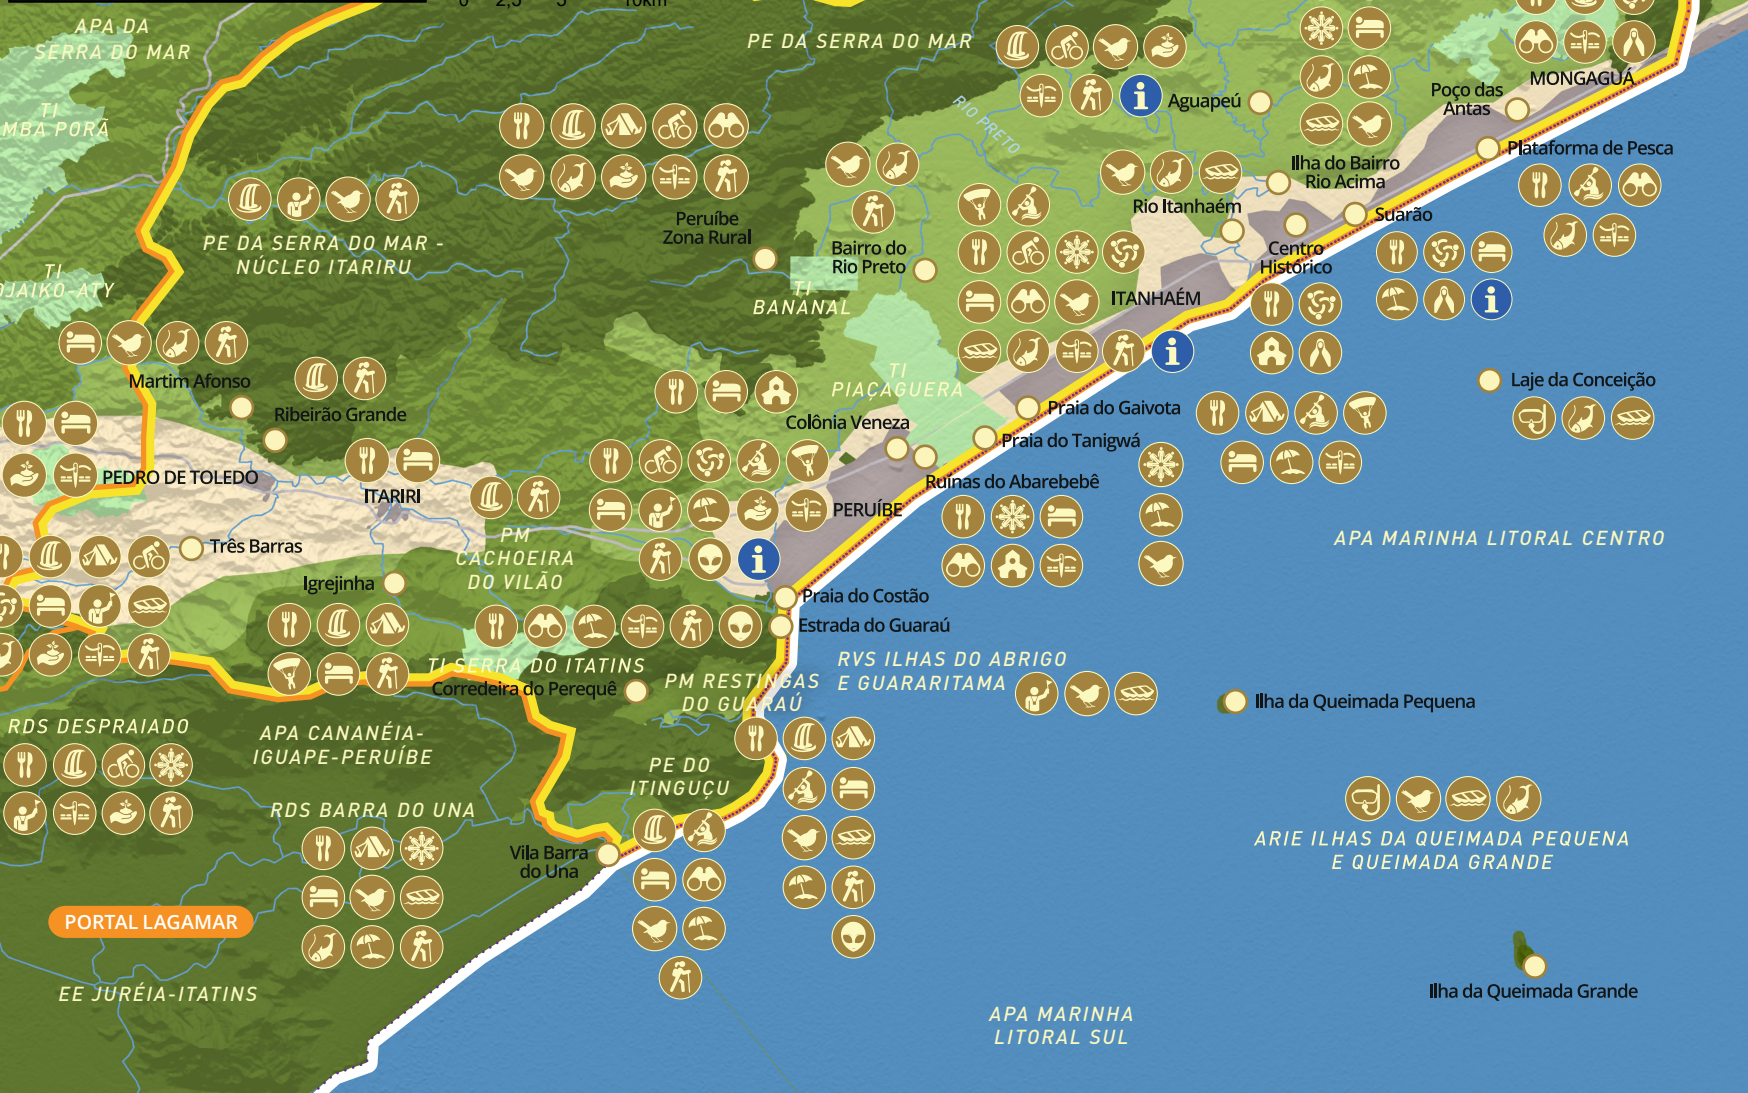 0 2,5 5 10km
APA DA
SERRA DO MAR
PE DA SERRA DO MAR
MONGAGUÁ
Poço das
Antas
Aguapeú
RIO PRETO
TI
MBA PORÃ
Plataforma de Pesca
Ilha do Bairro
Rio Acima
Rio Itanhaém
Suarão
Peruíbe
Zona Rural
Bairro do
Rio Preto
Centro
Histórico
PE DA SERRA DO MAR -
NÚCLEO ITARIRU
TI
DJAIKO-ATY
TI
BANANAL
ITANHAÉM
TI
PIAÇAGUERA
Martim Afonso
Ribeirão Grande
Laje da Conceição
Praia do Gaivota
Colônia Veneza
Praia do Tanigwá
PEDRO DE TOLEDO
ITARIRI
Ruínas do Abarebebê
PERUÍBE
PM
CACHOEIRA
DO VILÃO
APA MARINHA LITORAL CENTRO
Três Barras
Igrejinha
Praia do Costão
Estrada do Guaraú
TI SERRA DO ITATINS
Corredeira do Perequê
PM RESTINGAS
DO GUARAÚ
RVS ILHAS DO ABRIGO
E GUARARITAMA
Ilha da Queimada Pequena
RDS DESPRAIADO
APA CANANÉIA-
IGUAPE-PERUÍBE
PE DO
ITINGUÇU
RDS BARRA DO UNA
ARIE ILHAS DA QUEIMADA PEQUENA
E QUEIMADA GRANDE
Vila Barra
do Una
PORTAL LAGAMAR
EE JURÉIA-ITATINS
Ilha da Queimada Grande
APA MARINHA
LITORAL SUL